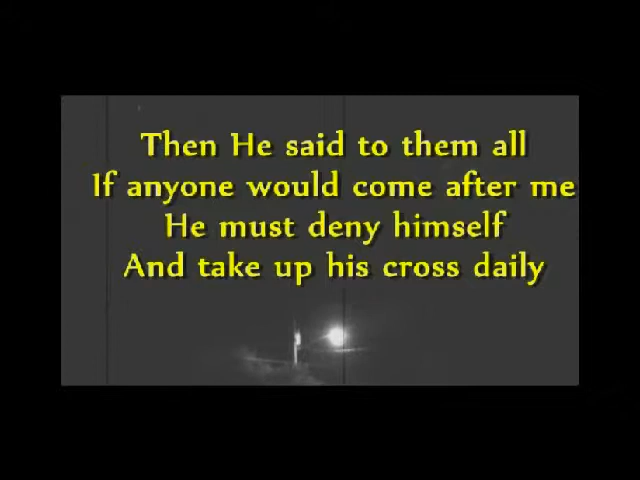 Then He said to them all
If anyone would come after me
He must deny himself
And take up his cross daily